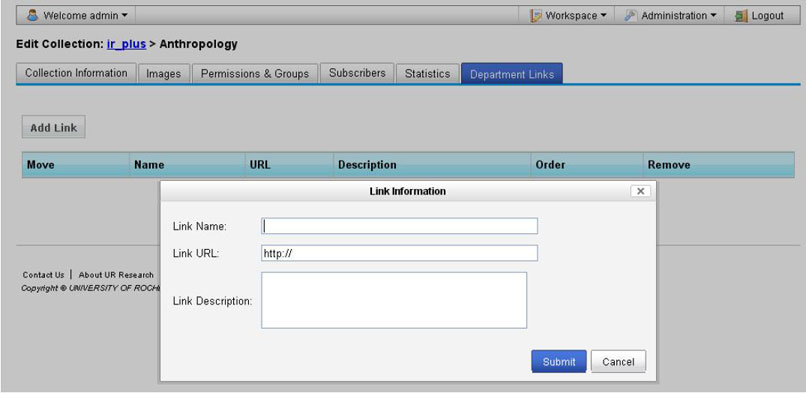 Welcome admin Workspace Administration Logout
Edit Collection: ir_plus > Anthropology
Collection Information Images Permissions & Groups Subscribers Statistics Department Links
Add Link
Move Name URL Description Order Remove
Link Information
Link Name:
Link URL: http://
Link Description:
Submit Cancel
Contact Us | About UR Research
Copyright © UNIVERSITY OF